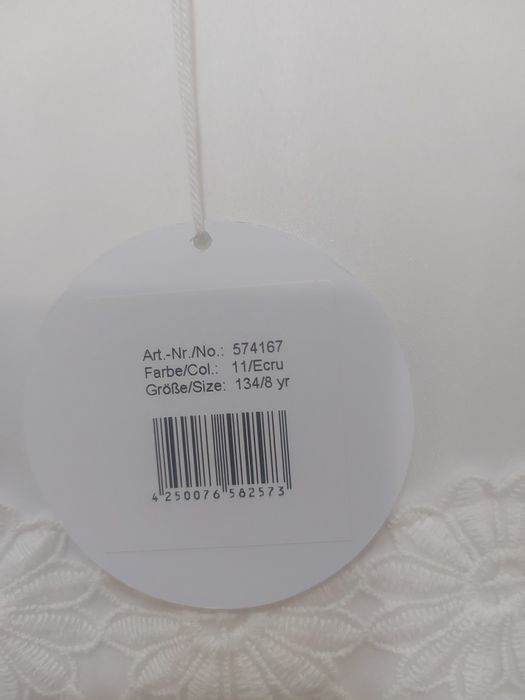 Art.-Nr./No.: 574167
Farbe/Col.: 11/Ecru
Größe/Size: 134/8 yr
4 250076 582573